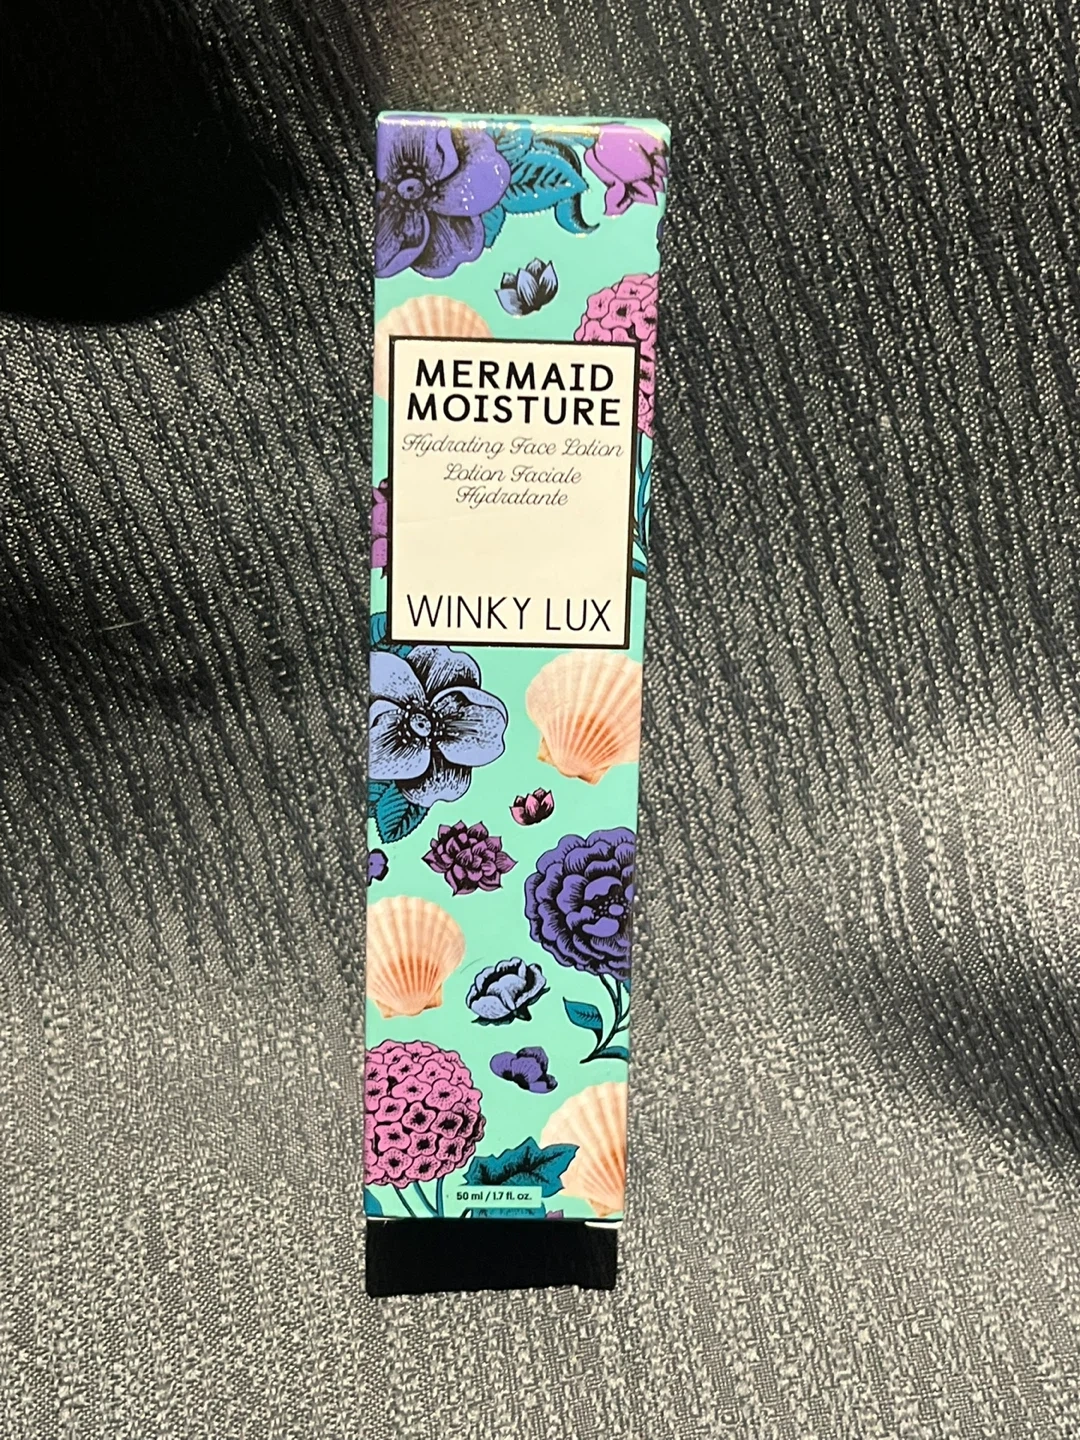 MERMAID
MOISTURE
Hydrating Face Lotion
Lotion Faciale
Hydratante
WINKY LUX
50 ml / 1.7 fl. oz.